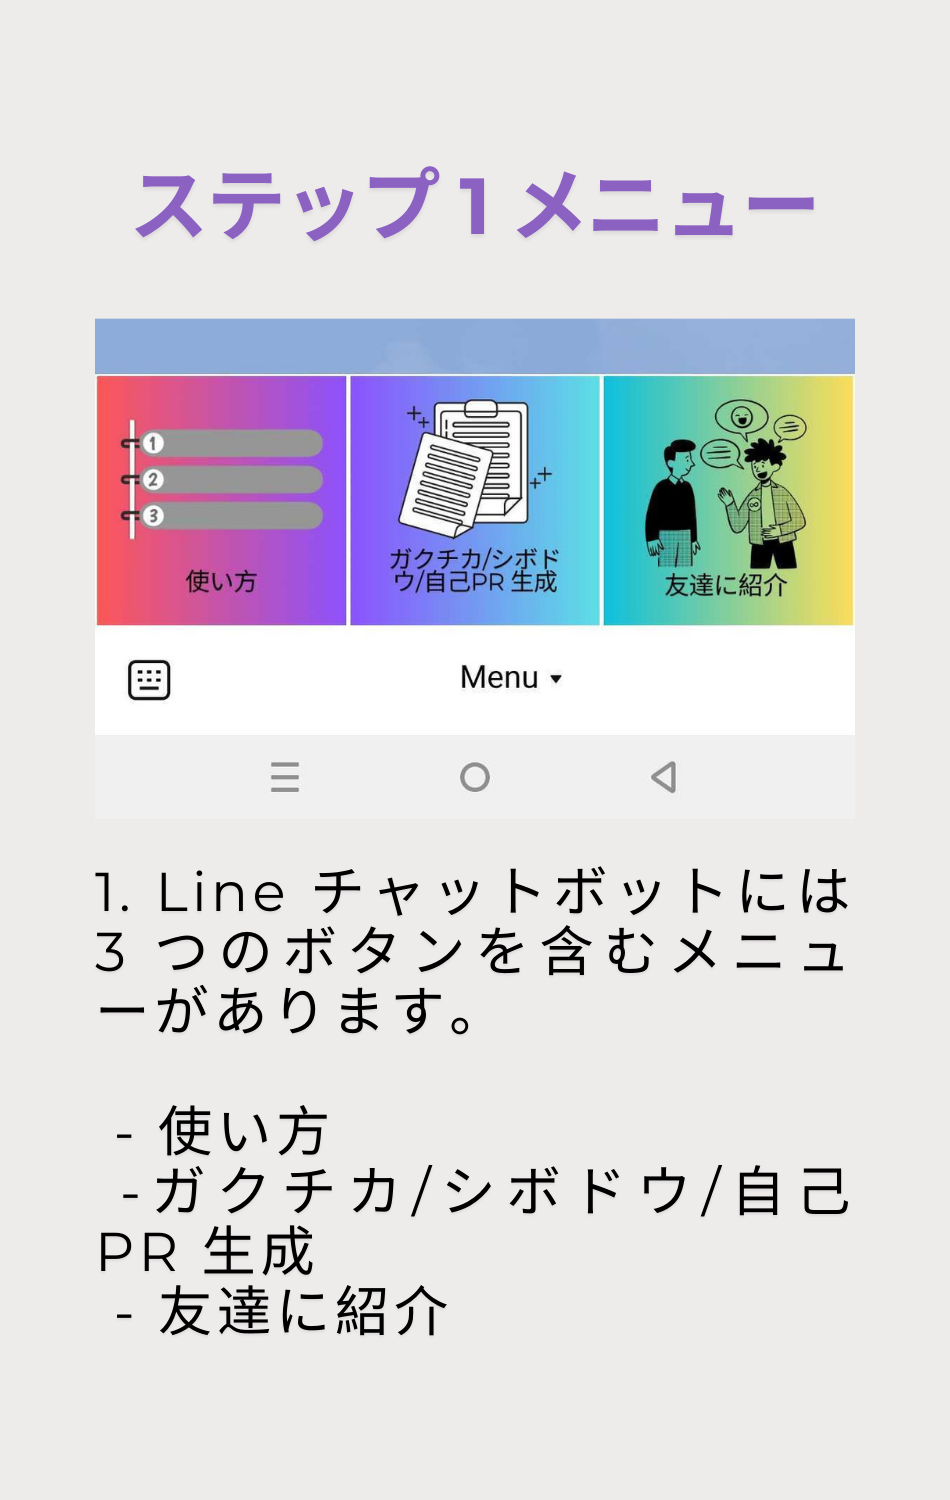 ステップ 1 メニュー
1
2
3
使い方
ガクチカ/シボド
ウ/自己PR 生成
友達に紹介
Menu
1. Line チャットボットには
3 つのボタンを含むメニュ
ーがあります。
- 使い方
-ガクチカ/シボドウ/自己
PR 生成
- 友達に紹介